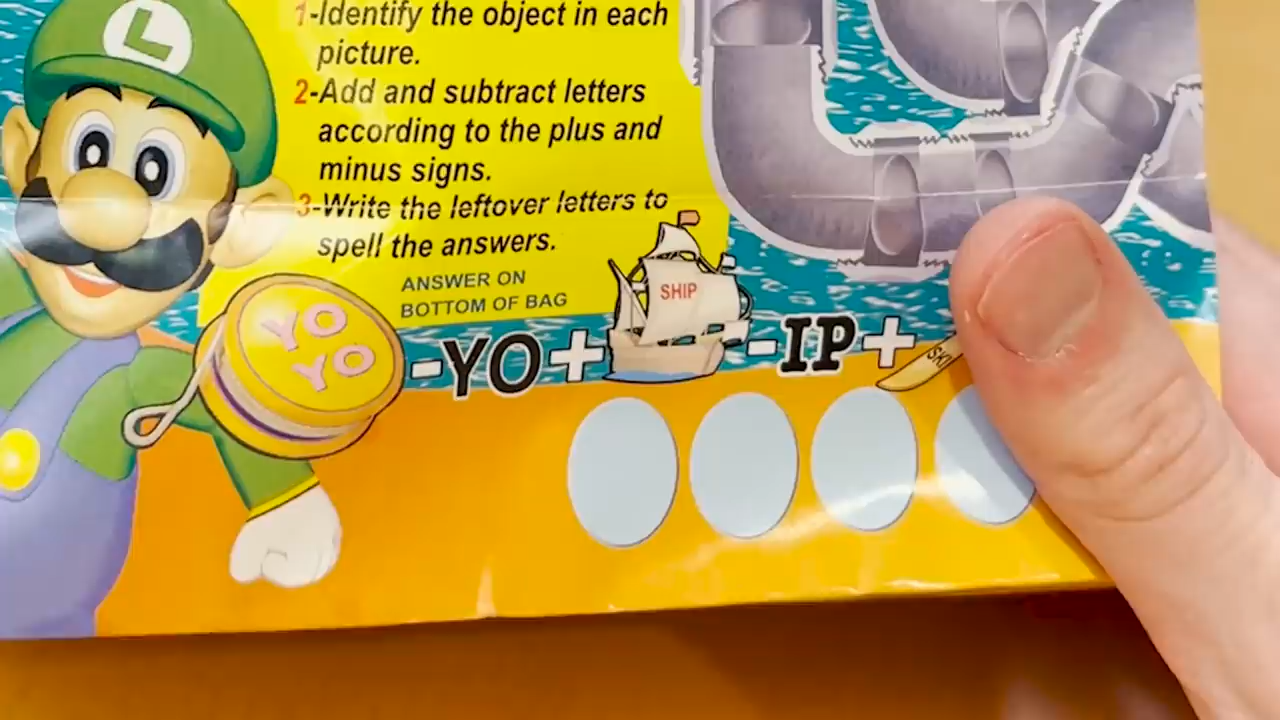 L
1-Identify the object in each
picture.
2-Add and subtract letters
according to the plus and
minus signs.
3-Write the leftover letters to
spell the answers.
ANSWER ON
BOTTOM OF BAG
SHIP
YO
YO
-YO+ -IP+
SKI